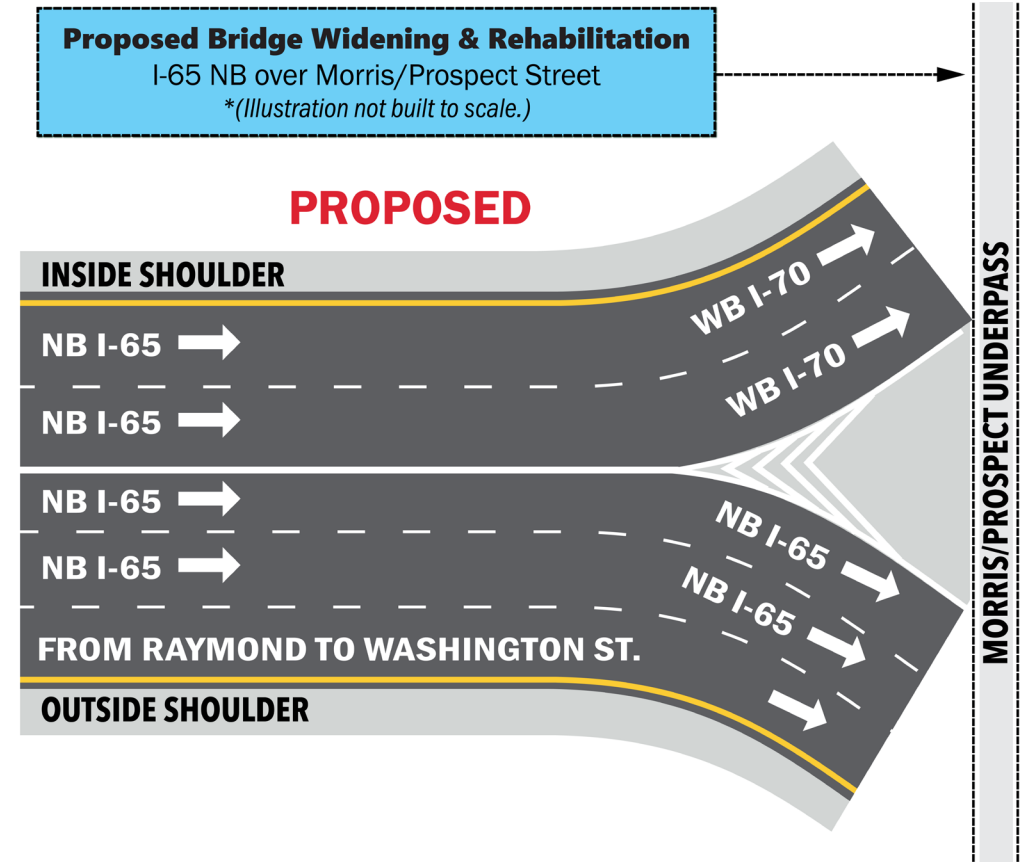 Proposed Bridge Widening & Rehabilitation
I-65 NB over Morris/Prospect Street
*(Illustration not built to scale.)
PROPOSED
INSIDE SHOULDER
NB I-65
NB I-65
NB I-65
NB I-65
FROM RAYMOND TO WASHINGTON ST.
OUTSIDE SHOULDER
WB I-70
WB I-70
NB I-65
NB I-65
MORRIS/PROSPECT UNDERPASS